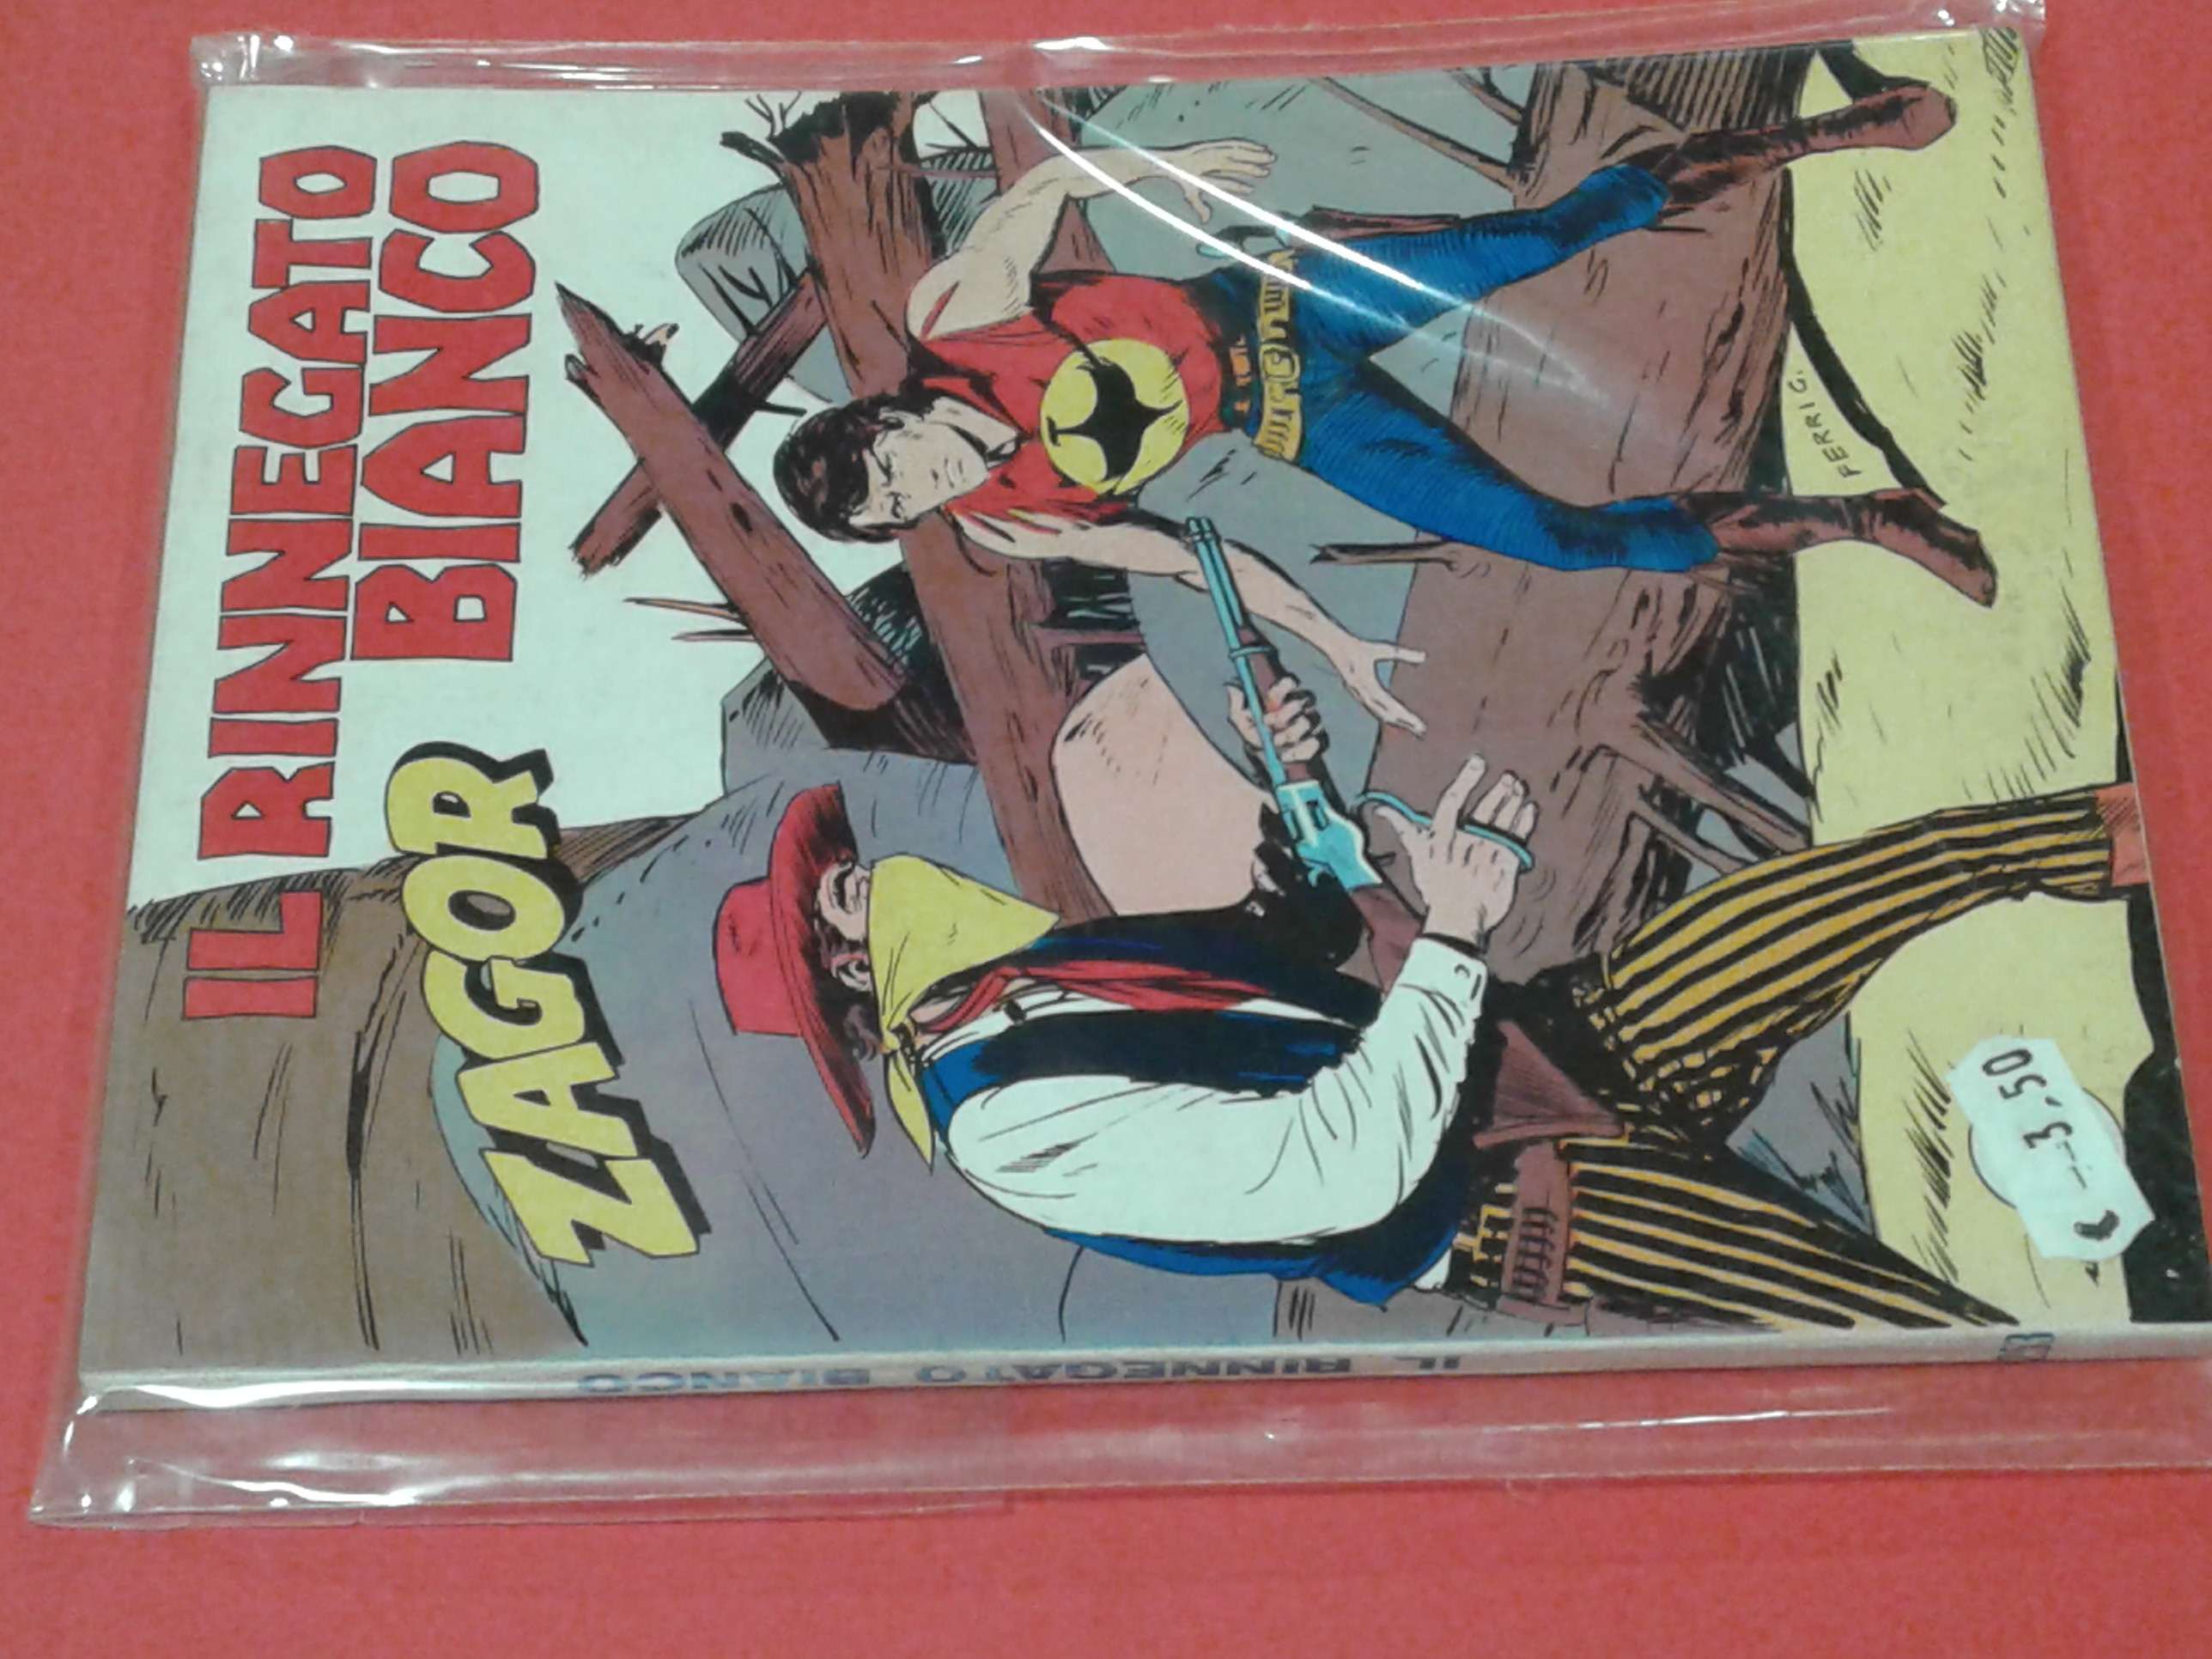 IL RINNEGATO
BIANCO
ZAGOR
FERRI G.
3.50
IL RINNEGATO BIANCO